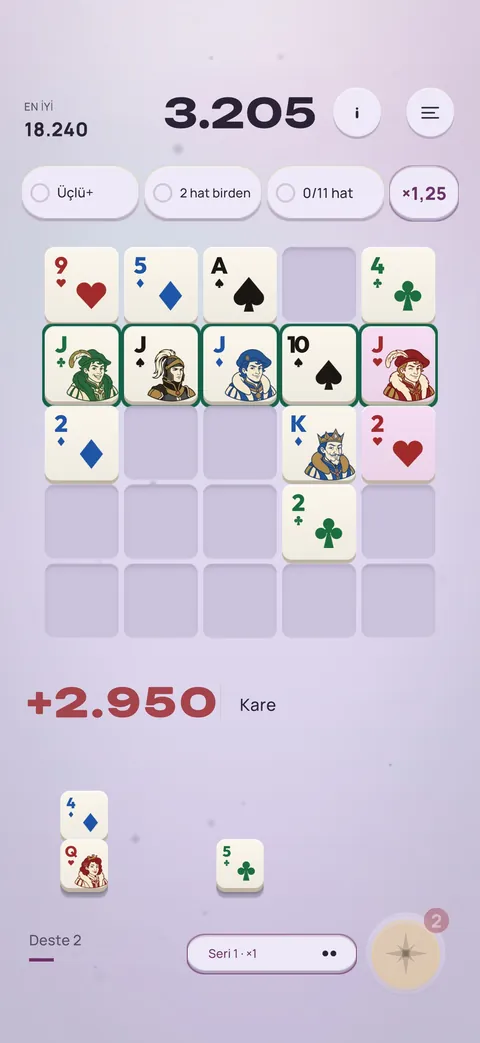 EN İYİ
18.240
3.205
i
Üçlü+
2 hat birden
0/11 hat
×1,25
9
5
A
4
J
J
J
10
J
2
K
2
2
+2.950
Kare
4
Q
5
Deste 2
Seri 1 · ×1
2